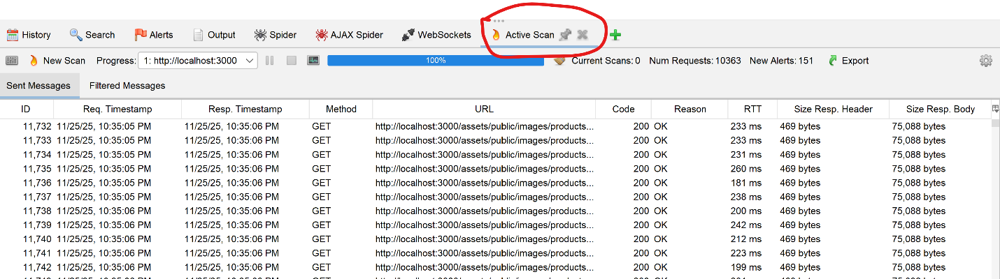 History Search Alerts Output Spider AJAX Spider WebSockets Active Scan
New Scan Progress: 1: http://localhost:3000 100% Current Scans: 0 Num Requests: 10363 New Alerts: 151 Export
Sent Messages Filtered Messages
ID Req. Timestamp Resp. Timestamp Method URL Code Reason RTT Size Resp. Header Size Resp. Body
11,732 11/25/25, 10:35:05 PM 11/25/25, 10:35:06 PM GET http://localhost:3000/assets/public/images/products... 200 OK 233 ms 469 bytes 75,088 bytes
11,733 11/25/25, 10:35:05 PM 11/25/25, 10:35:06 PM GET http://localhost:3000/assets/public/images/products... 200 OK 233 ms 469 bytes 75,088 bytes
11,734 11/25/25, 10:35:05 PM 11/25/25, 10:35:06 PM GET http://localhost:3000/assets/public/images/products... 200 OK 231 ms 469 bytes 75,088 bytes
11,735 11/25/25, 10:35:05 PM 11/25/25, 10:35:06 PM GET http://localhost:3000/assets/public/images/products... 200 OK 260 ms 469 bytes 75,088 bytes
11,736 11/25/25, 10:35:05 PM 11/25/25, 10:35:06 PM GET http://localhost:3000/assets/public/images/products... 200 OK 181 ms 469 bytes 75,088 bytes
11,737 11/25/25, 10:35:05 PM 11/25/25, 10:35:06 PM GET http://localhost:3000/assets/public/images/products... 200 OK 238 ms 469 bytes 75,088 bytes
11,738 11/25/25, 10:35:06 PM 11/25/25, 10:35:06 PM GET http://localhost:3000/assets/public/images/products... 200 OK 200 ms 469 bytes 75,088 bytes
11,739 11/25/25, 10:35:06 PM 11/25/25, 10:35:06 PM GET http://localhost:3000/assets/public/images/products... 200 OK 242 ms 469 bytes 75,088 bytes
11,740 11/25/25, 10:35:06 PM 11/25/25, 10:35:06 PM GET http://localhost:3000/assets/public/images/products... 200 OK 212 ms 469 bytes 75,088 bytes
11,741 11/25/25, 10:35:06 PM 11/25/25, 10:35:06 PM GET http://localhost:3000/assets/public/images/products... 200 OK 223 ms 469 bytes 75,088 bytes
11,742 11/25/25, 10:35:06 PM 11/25/25, 10:35:06 PM GET http://localhost:3000/assets/public/images/products... 200 OK 199 ms 469 bytes 75,088 bytes